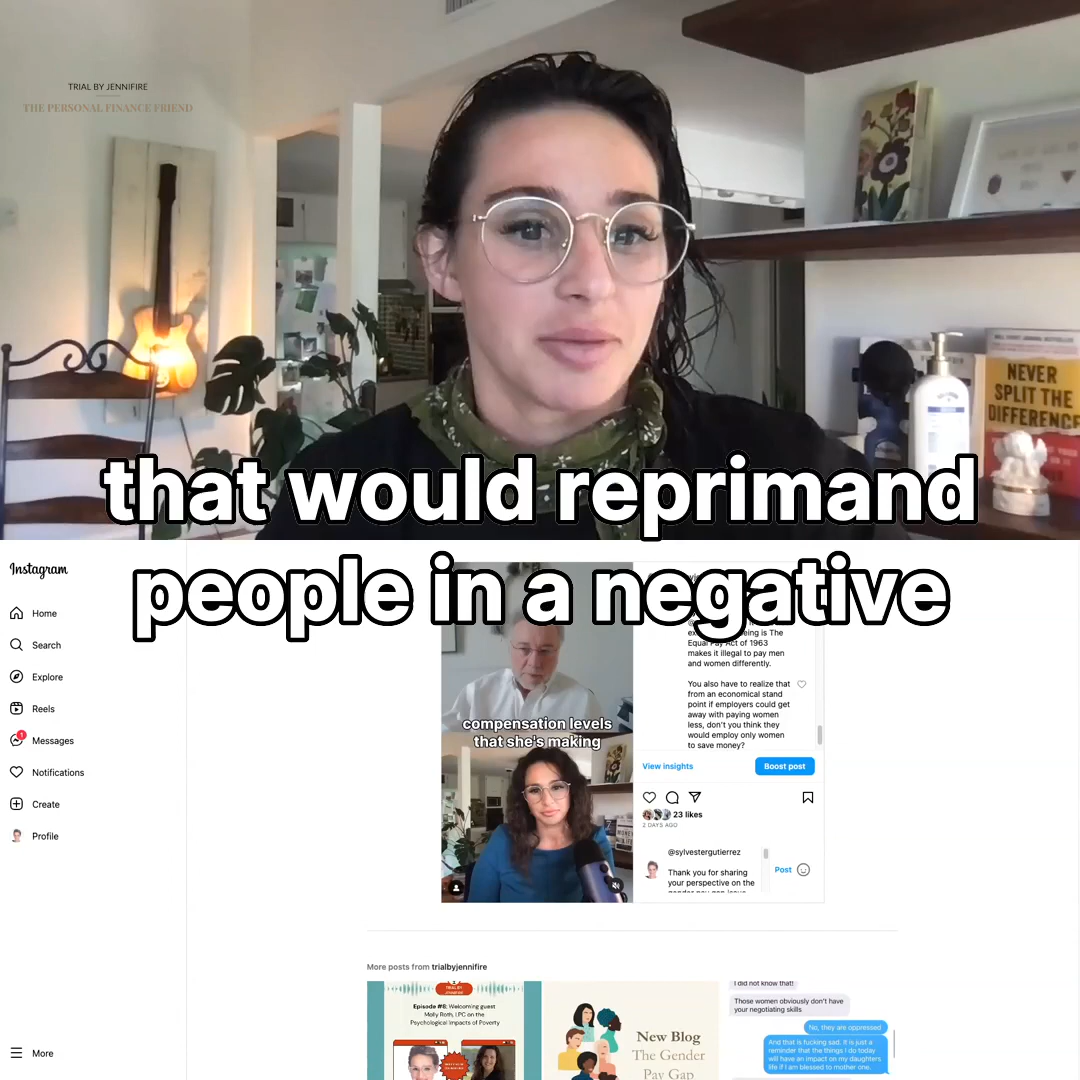 TRIAL BY JENNIFIRE
THE PERSONAL FINANCE FRIEND
NEVER
SPLIT THE
DIFFERENCE
that would reprimand
people in a negative
Instagram
Home
Search
Explore
Reels
1
Messages
Notifications
Create
Profile
More
compensation levels
that she's making
being is The
Equal Pay Act of 1963
makes it illegal to pay men
and women differently.
You also have to realize that
from an economical stand
point if employers could get
away with paying women
less, don't you think they
would employ only women
to save money?
View insights
Boost post
23 likes
2 DAYS AGO
@sylvestergutierrez
Thank you for sharing
your perspective on the
Post
More posts from trialbyjennifire
TRIAL BY
JENNIFIRE
Episode #8: Welcoming guest
Molly Roth, LPC on the
Psychological Impacts of Poverty
New Blog
The Gender
Pay Gap
I did not know that!
Those women obviously don't have
your negotiating skills
No, they are oppressed
And that is fucking sad. It is just a
reminder that the things I do today
will have an impact on my daughters
life if I am blessed to mother one.